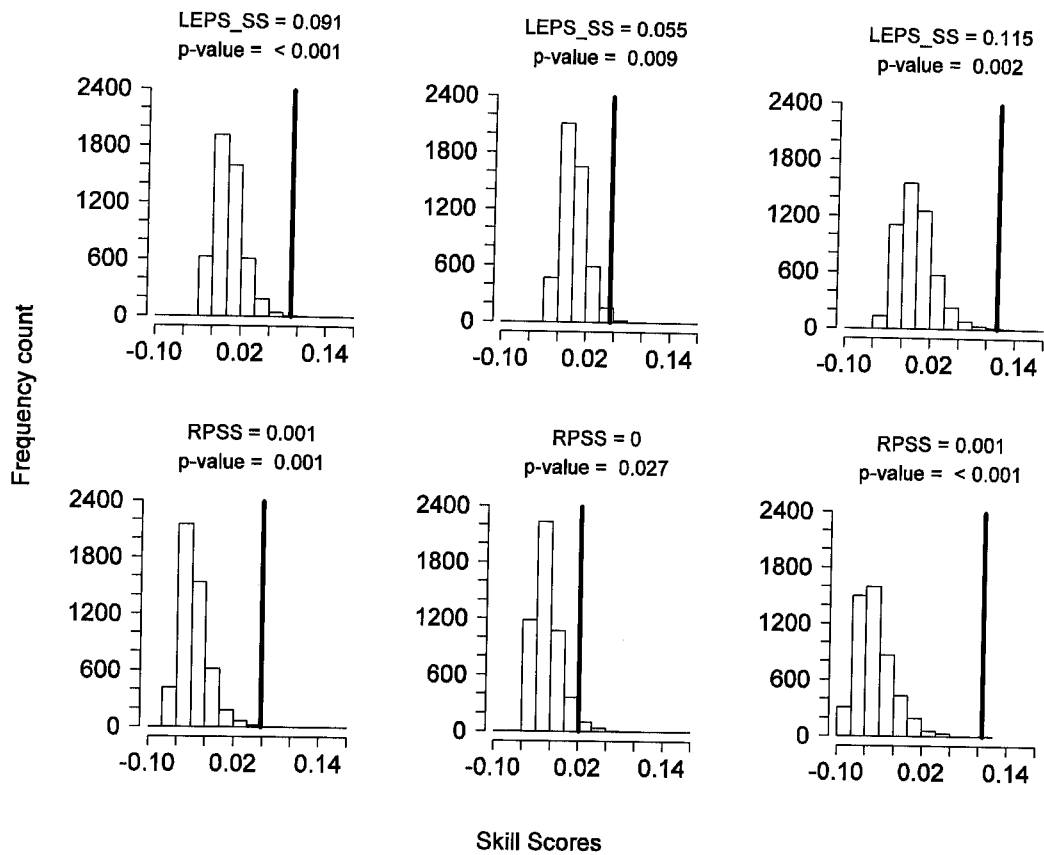 LEPS_SS = 0.091
p-value = < 0.001
2400
1800
1200
600
0
-0.10 0.02 0.14
LEPS_SS = 0.055
p-value = 0.009
2400
1800
1200
600
0
-0.10 0.02 0.14
LEPS_SS = 0.115
p-value = 0.002
2400
1800
1200
600
0
-0.10 0.02 0.14
Frequency count
RPSS = 0.001
p-value = 0.001
2400
1800
1200
600
0
-0.10 0.02 0.14
RPSS = 0
p-value = 0.027
2400
1800
1200
600
0
-0.10 0.02 0.14
RPSS = 0.001
p-value = < 0.001
2400
1800
1200
600
0
-0.10 0.02 0.14
Skill Scores